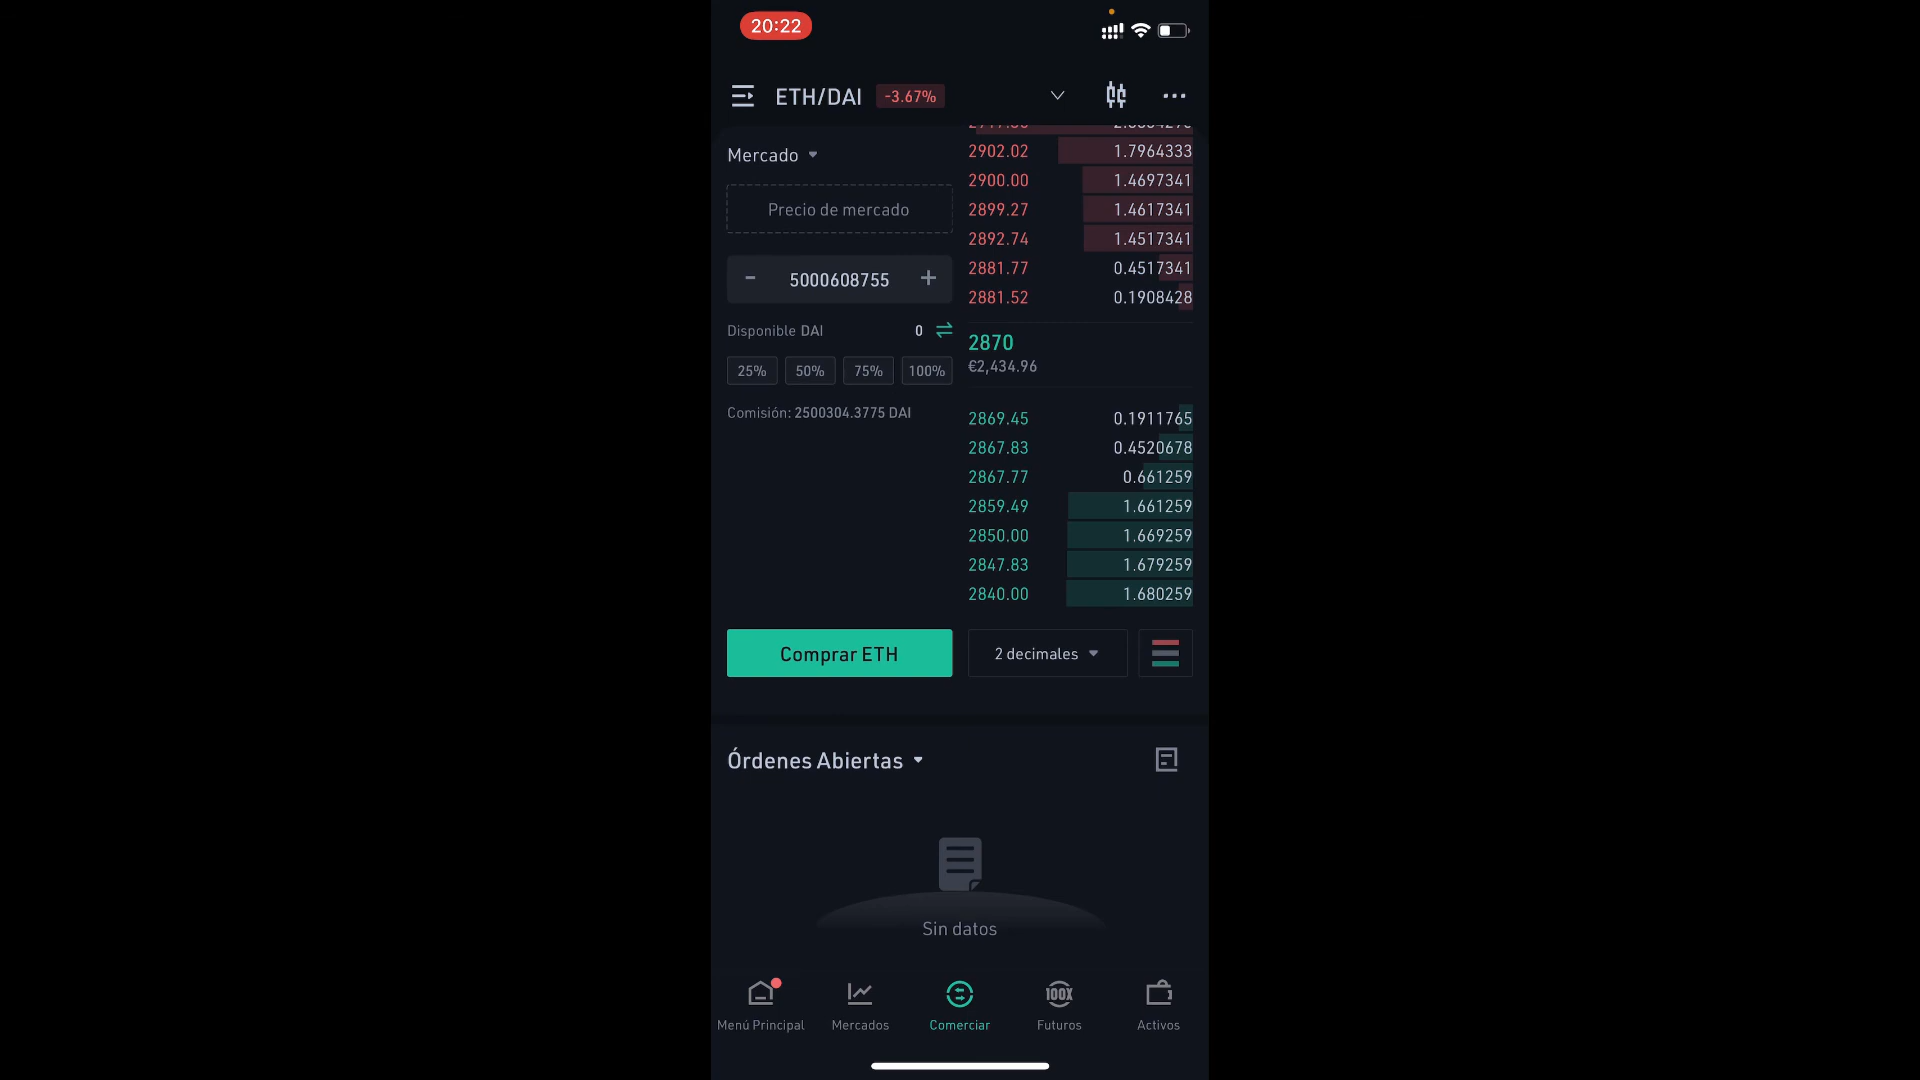 20:22
ETH/DAI -3.67%
Mercado
Precio de mercado
- 5000608755 +
Disponible DAI 0
25% 50% 75% 100%
Comisión: 2500304.3775 DAI
Comprar ETH
2902.02 1.7964333
2900.00 1.4697341
2899.27 1.4617341
2892.74 1.4517341
2881.77 0.4517341
2881.52 0.1908428
2870
€2,434.96
2869.45 0.1911765
2867.83 0.4520678
2867.77 0.661259
2859.49 1.661259
2850.00 1.669259
2847.83 1.679259
2840.00 1.680259
2 decimales
Órdenes Abiertas
Sin datos
100X
Menú Principal Mercados Comerciar Futuros Activos